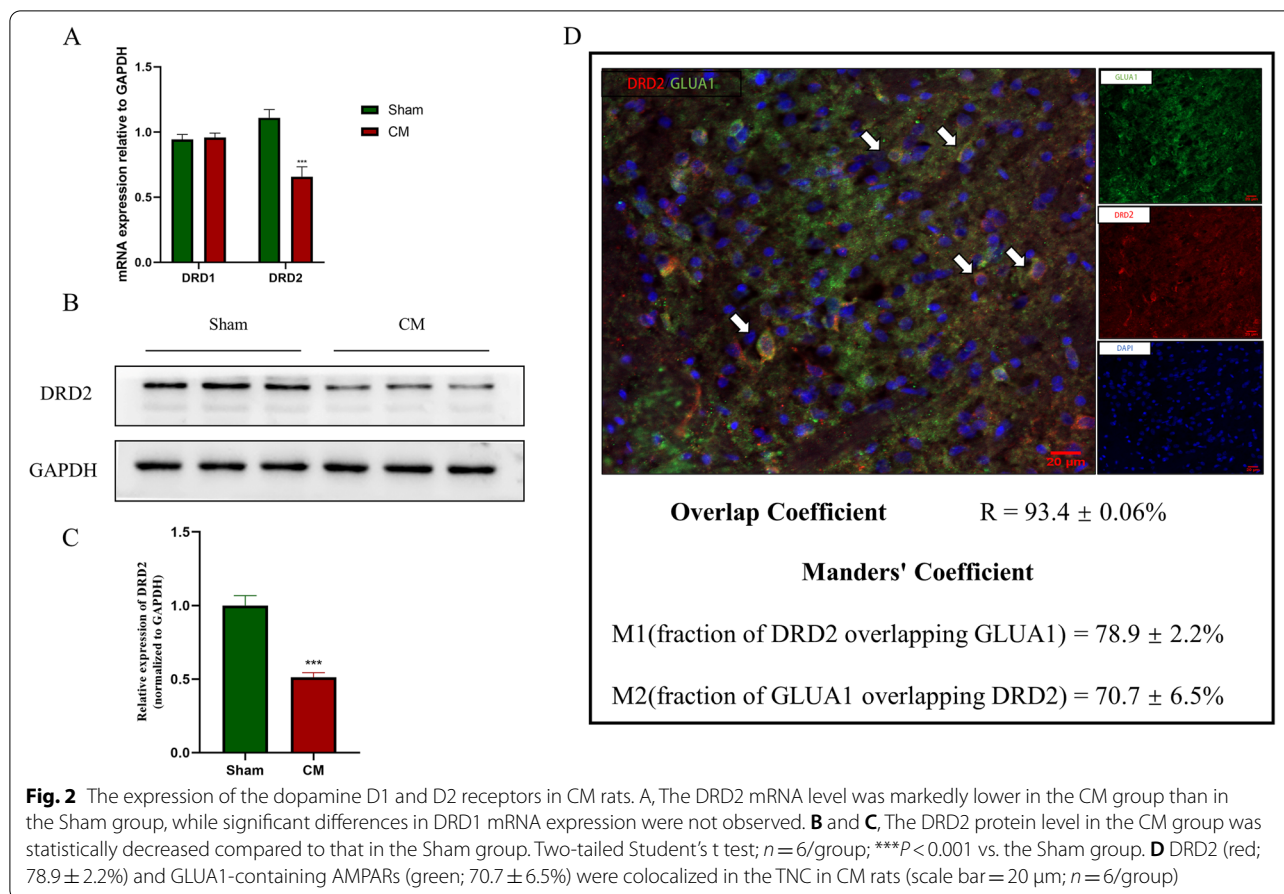 A
mRNA expression relative to GAPDH
1.5
1.0
0.5
0.0
***
DRD1
DRD2
Sham
CM
B
Sham
CM
DRD2
GAPDH
C
Relative expression of DRD2
(normalized to GAPDH)
1.5
1.0
0.5
0.0
***
Sham
CM
D
DRD2 GLUA1
20 µm
GLUA1
DRD2
DAPI
Overlap Coefficient R = 93.4 ± 0.06%
Manders' Coefficient
M1(fraction of DRD2 overlapping GLUA1) = 78.9 ± 2.2%
M2(fraction of GLUA1 overlapping DRD2) = 70.7 ± 6.5%
Fig. 2 The expression of the dopamine D1 and D2 receptors in CM rats. A, The DRD2 mRNA level was markedly lower in the CM group than in
the Sham group, while significant differences in DRD1 mRNA expression were not observed. B and C, The DRD2 protein level in the CM group was
statistically decreased compared to that in the Sham group. Two-tailed Student's t test; n = 6/group; ***P < 0.001 vs. the Sham group. D DRD2 (red;
78.9 ± 2.2%) and GLUA1-containing AMPARs (green; 70.7 ± 6.5%) were colocalized in the TNC in CM rats (scale bar = 20 µm; n = 6/group)